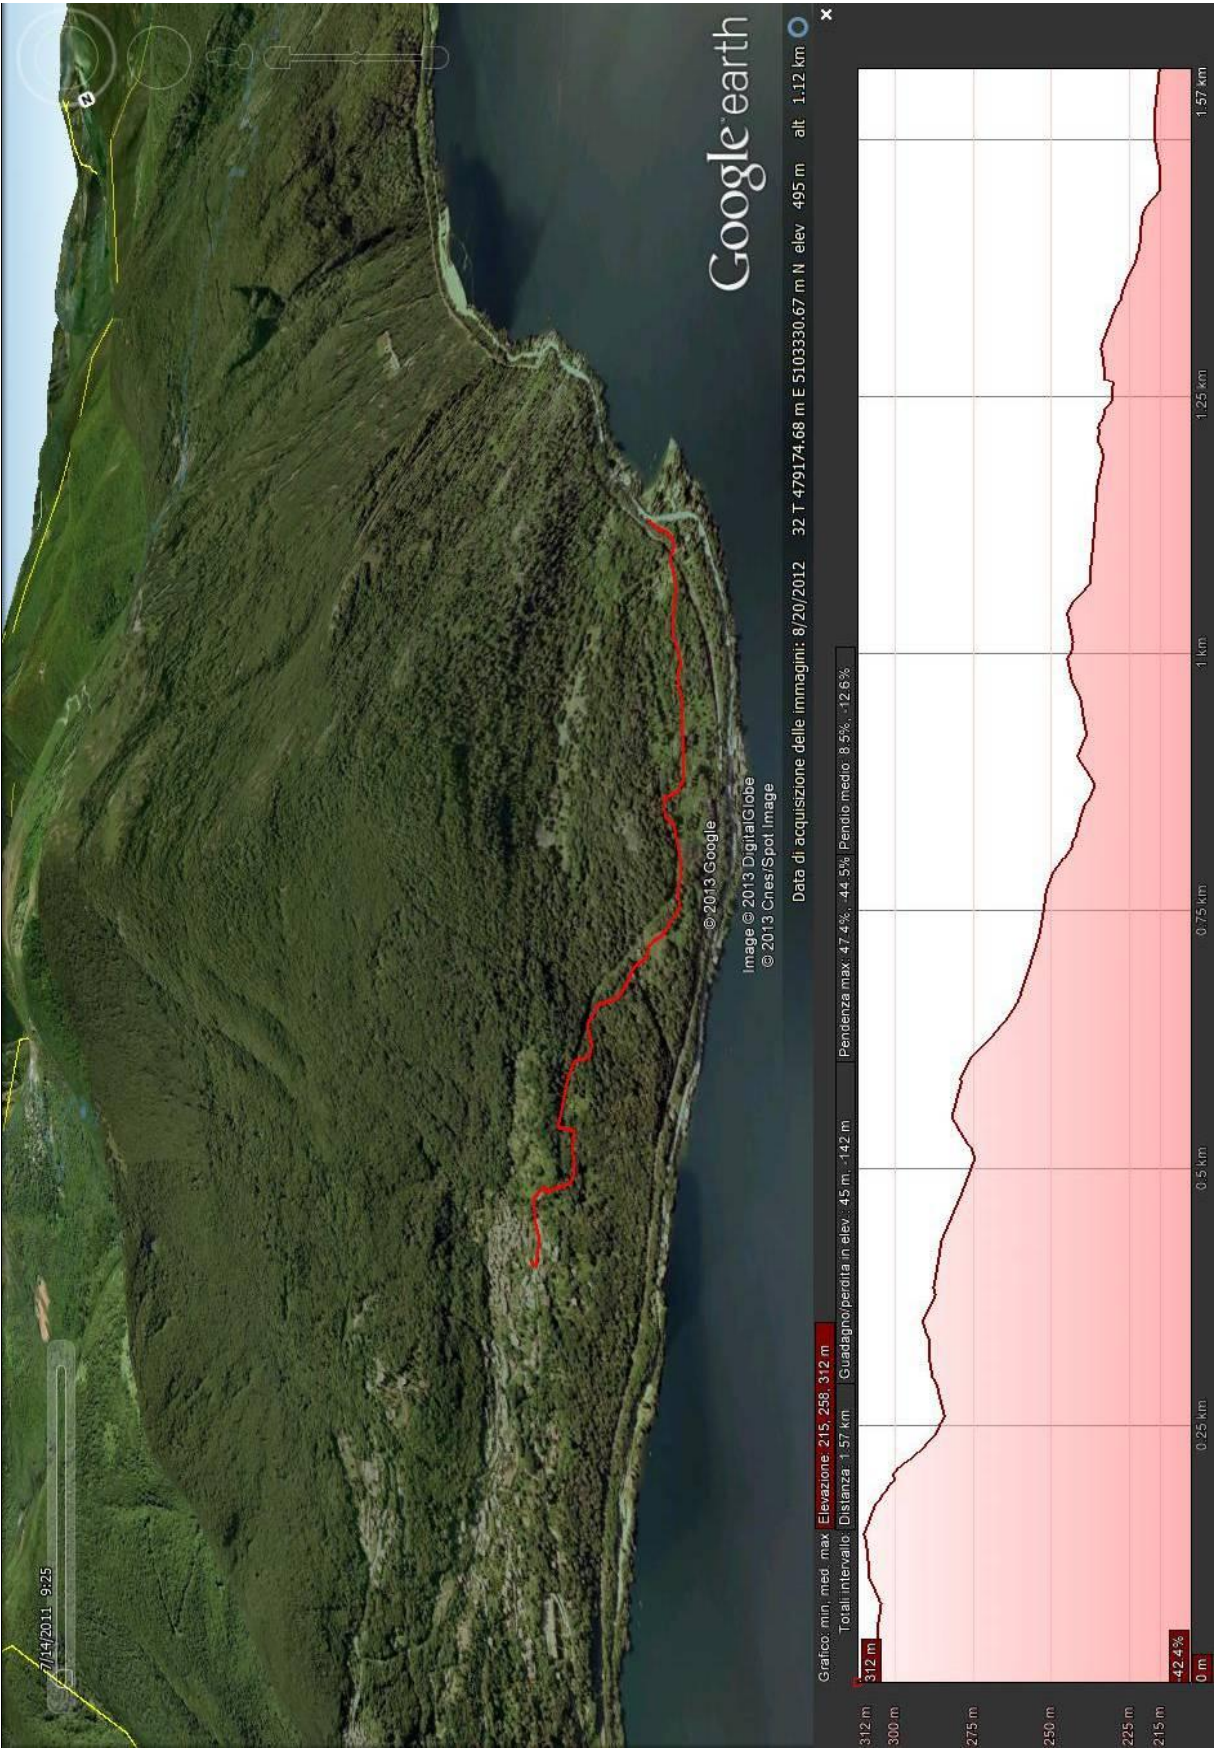 7/14/2011 9:25
© 2013 Google
Image © 2013 DigitalGlobe
© 2013 Cnes/Spot Image
Google earth
Data di acquisizione delle immagini: 8/20/2012 32 T 479174.68 m E 5103330.67 m N elev 495 m alt 1.12 km
Grafico: min, med, max Elevazione: 215, 258, 312 m
Totali intervallo: Distanza: 1.57 km Guadagno/perdita in elev.: 45 m, -142 m Pendenza max: 47.4%, -44.5% Pendio medio: 8.5%, -12.6%
312 m
312 m
300 m
275 m
250 m
225 m
215 m
-42.4%
0 m
0.25 km
0.5 km
0.75 km
1 km
1.25 km
1.57 km